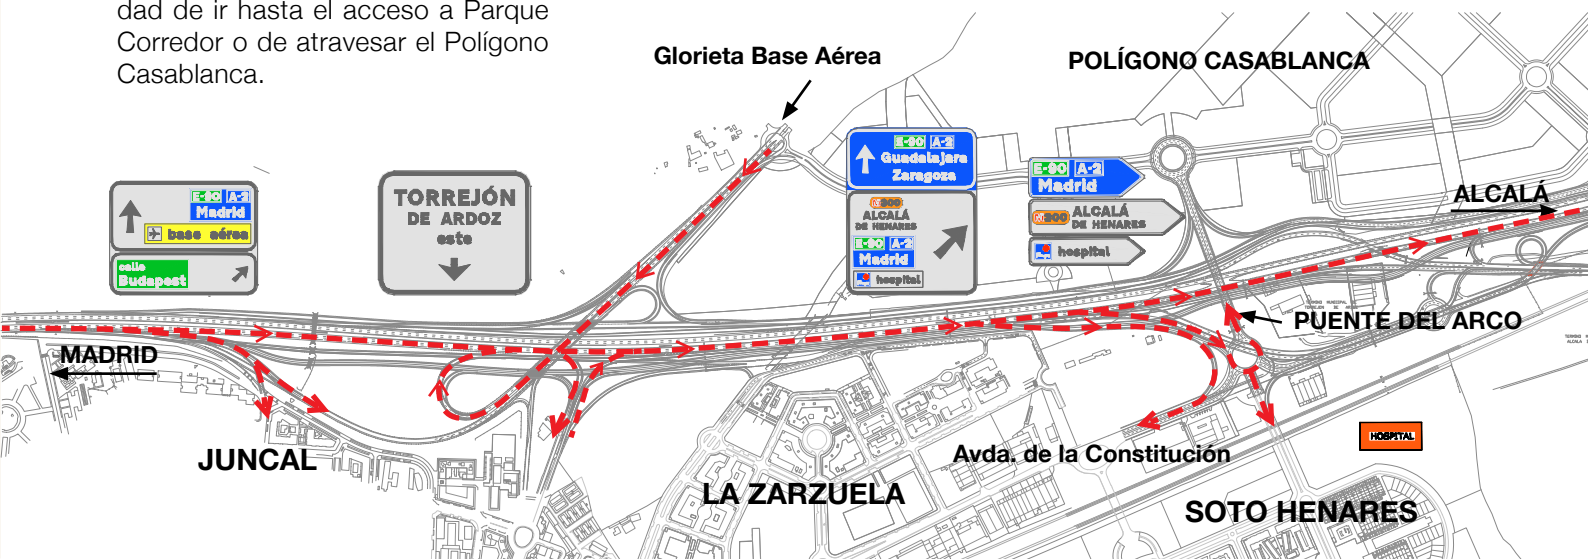 dad de ir hasta el acceso a Parque
Corredor o de atravesar el Polígono
Casablanca.
Glorieta Base Aérea
POLÍGONO CASABLANCA
E-90 A-2
Madrid
base aérea
calle
Budapest
TORREJÓN
DE ARDOZ
este
E-90 A-2
Guadalajara
Zaragoza
ALCALÁ
DE HENARES
E-90 A-2
Madrid
hospital
E-90 A-2
Madrid
ALCALÁ
DE HENARES
hospital
ALCALÁ
MADRID
PUENTE DEL ARCO
JUNCAL
LA ZARZUELA
Avda. de la Constitución
HOSPITAL
SOTO HENARES